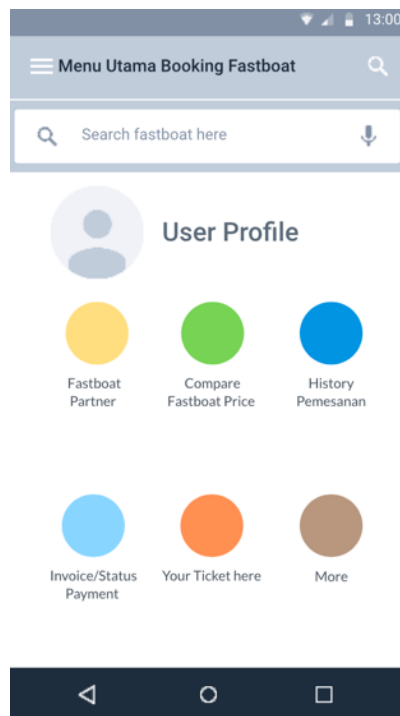 13:00
Menu Utama Booking Fastboat
Search fastboat here
User Profile
Fastboat
Partner
Compare
Fastboat Price
History
Pemesanan
Invoice/Status
Payment
Your Ticket here
More